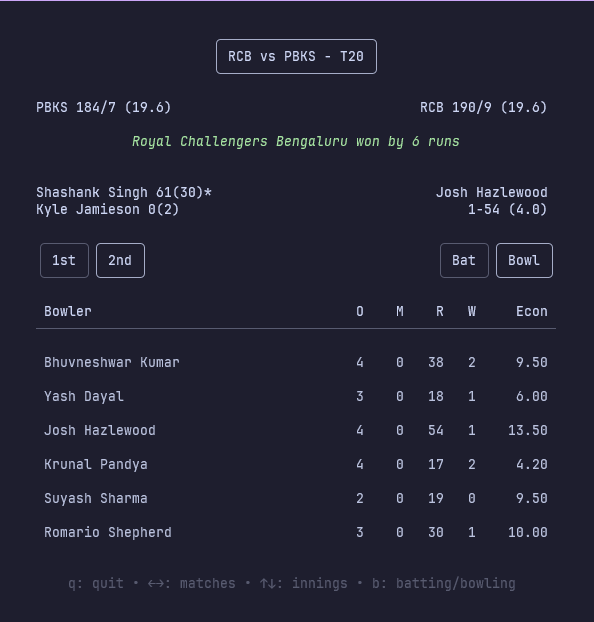 RCB vs PBKS - T20
PBKS 184/7 (19.6) RCB 190/9 (19.6)
Royal Challengers Bengaluru won by 6 runs
Shashank Singh 61(30)* Josh Hazlewood
Kyle Jamieson 0(2) 1-54 (4.0)
1st 2nd Bat Bowl
Bowler O M R W Econ
Bhuvneshwar Kumar 4 0 38 2 9.50
Yash Dayal 3 0 18 1 6.00
Josh Hazlewood 4 0 54 1 13.50
Krunal Pandya 4 0 17 2 4.20
Suyash Sharma 2 0 19 0 9.50
Romario Shepherd 3 0 30 1 10.00
q: quit • ↔: matches • ↑↓: innings • b: batting/bowling